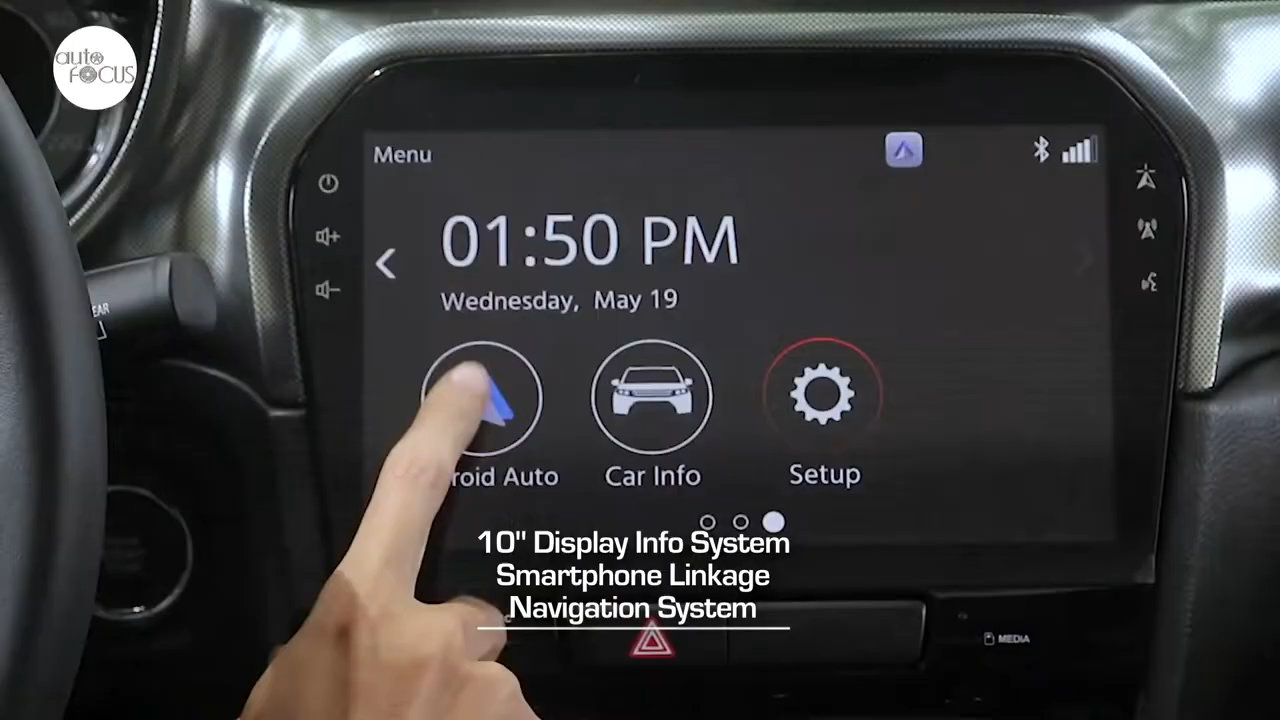 auto
FOCUS
Menu
01:50 PM
Wednesday, May 19
roid Auto
Car Info
Setup
10" Display Info System
Smartphone Linkage
Navigation System
MEDIA
EAR